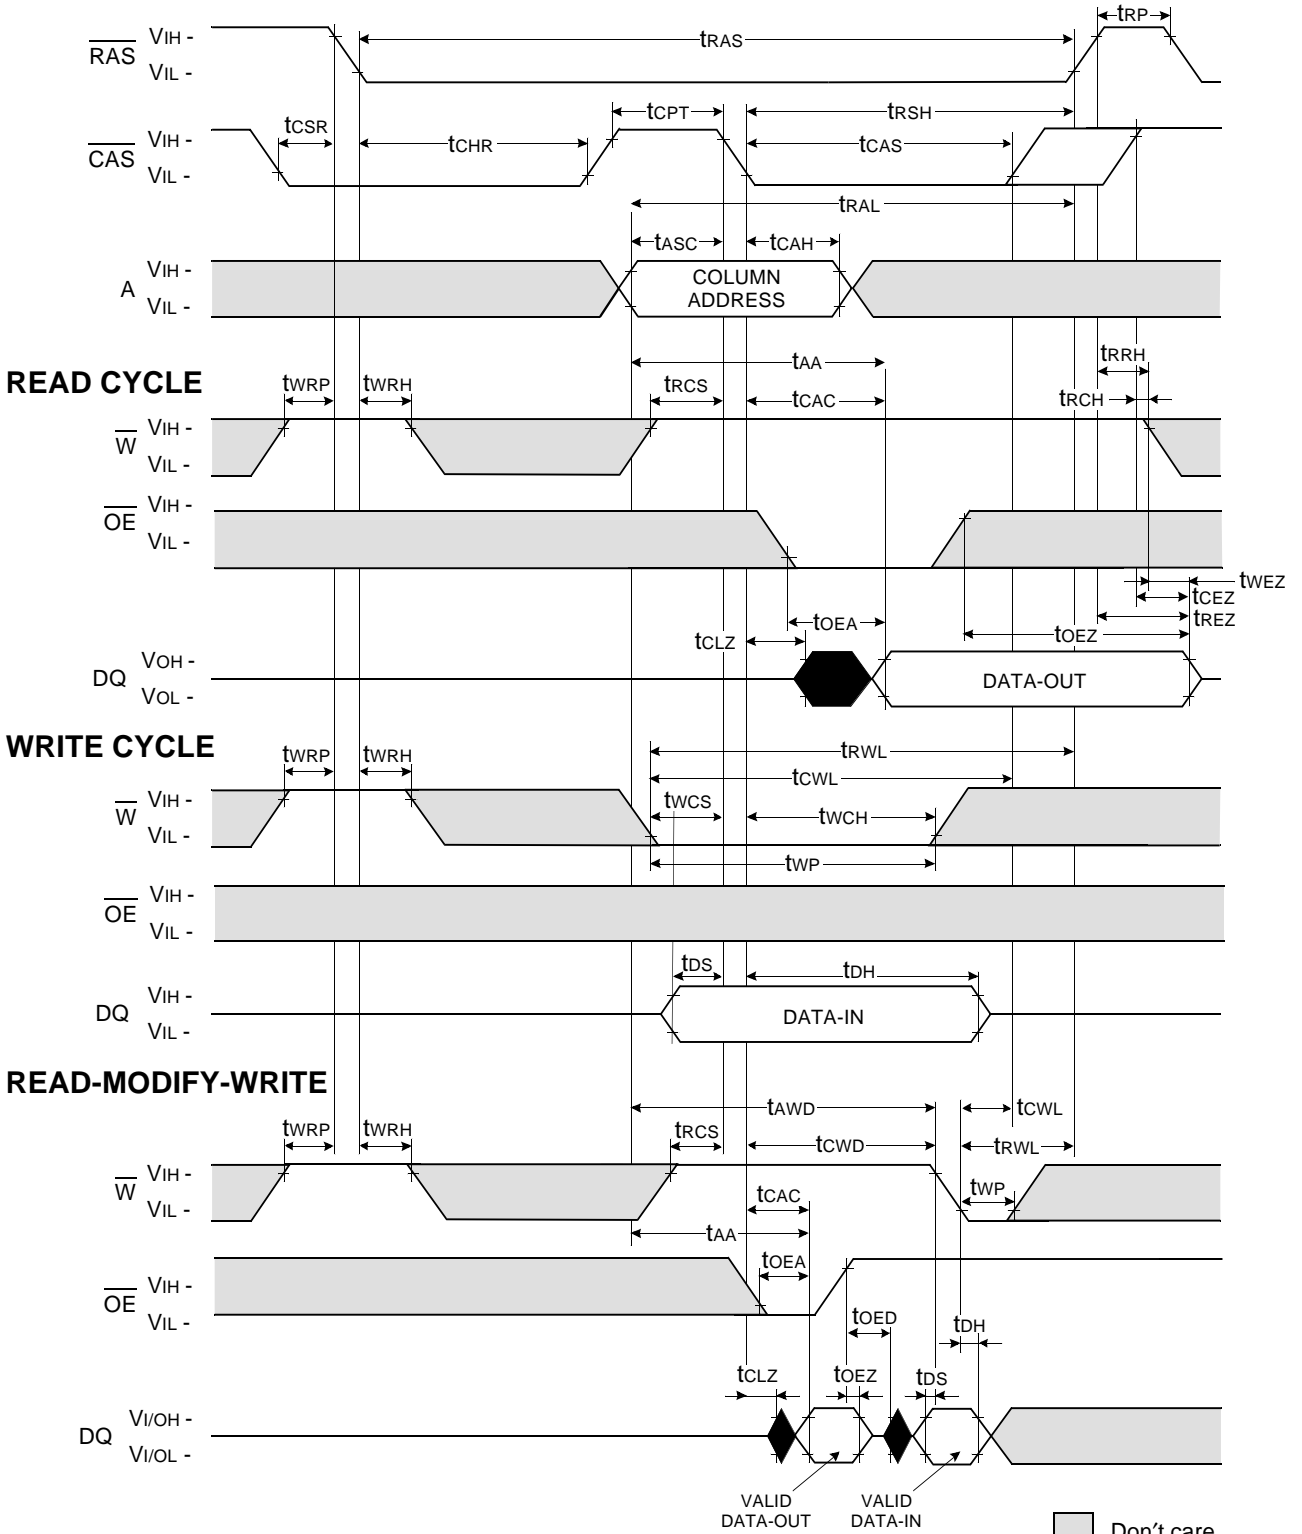 tRP
RAS VIH -
VIL -
tRAS
tCPT tRSH
tCSR
CAS VIH -
VIL -
tCHR tCAS
tRAL
tASC tCAH
A VIH -
VIL -
COLUMN
ADDRESS
tAA tRRH
READ CYCLE
tWRP tWRH tRCS tCAC tRCH
W VIH -
VIL -
OE VIH -
VIL -
tWEZ
tCEZ
tREZ
tOEA tOEZ
tCLZ
DQ VOH -
VOL -
DATA-OUT
WRITE CYCLE
tWRP tWRH tRWL
tCWL
W VIH -
VIL -
tWCS tWCH
tWP
OE VIH -
VIL -
tDS tDH
DQ VIH -
VIL -
DATA-IN
READ-MODIFY-WRITE
tAWD tCWL
tWRP tWRH tRCS tCWD tRWL
W VIH -
VIL -
tCAC tWP
tAA
tOEA
OE VIH -
VIL -
tOED tDH
tCLZ tOEZ tDS
DQ VI/OH -
VI/OL -
VALID
DATA-OUT
VALID
DATA-IN
Don't care